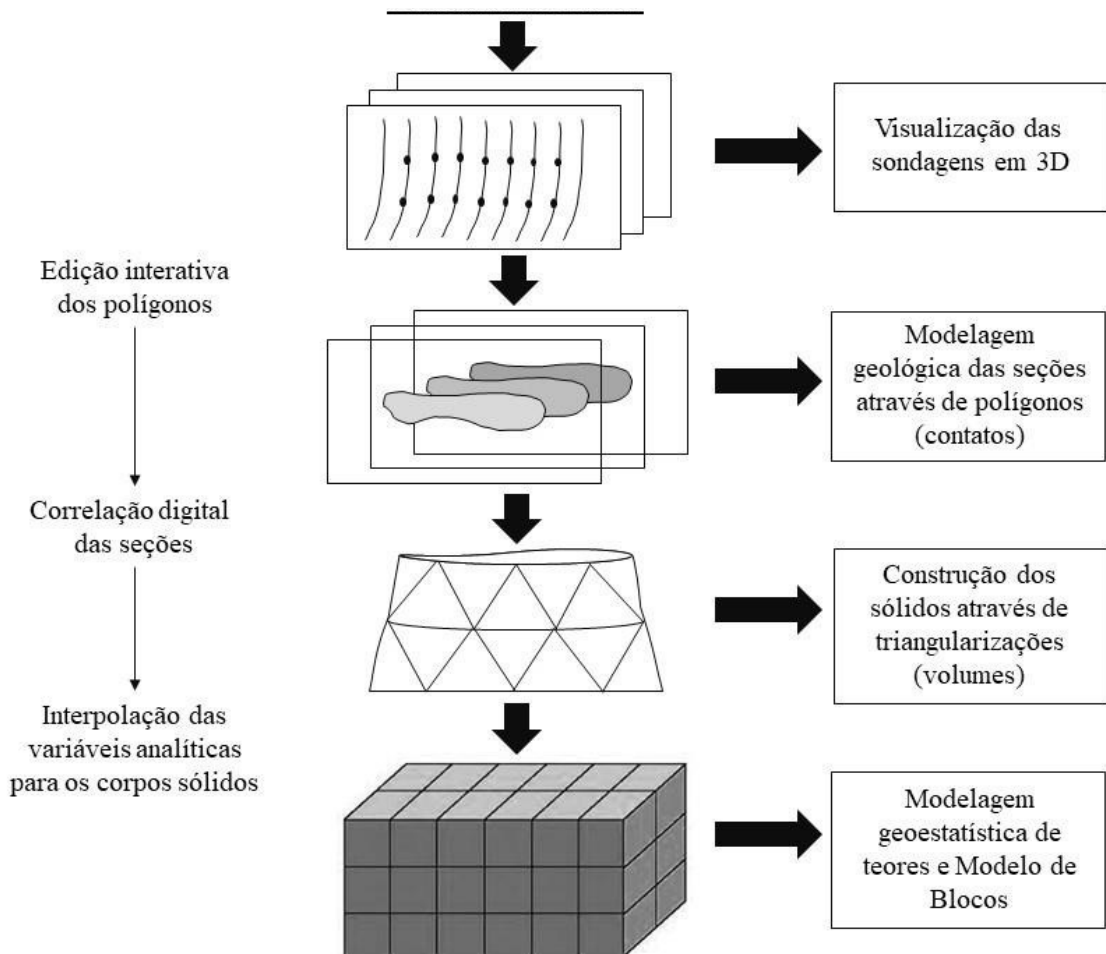 Visualização das
sondagens em 3D
Edição interativa
dos polígonos
Modelagem
geológica das seções
através de polígonos
(contatos)
Correlação digital
das seções
Construção dos
sólidos através de
triangularizações
(volumes)
Interpolação das
variáveis analíticas
para os corpos sólidos
Modelagem
geoestatística de
teores e Modelo de
Blocos